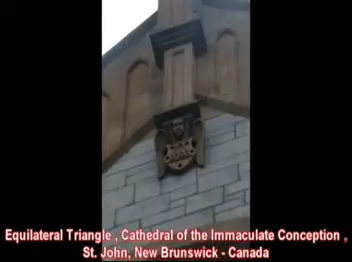 Equilateral Triangle , Cathedral of the Immaculate Conception ,
St. John, New Brunswick - Canada